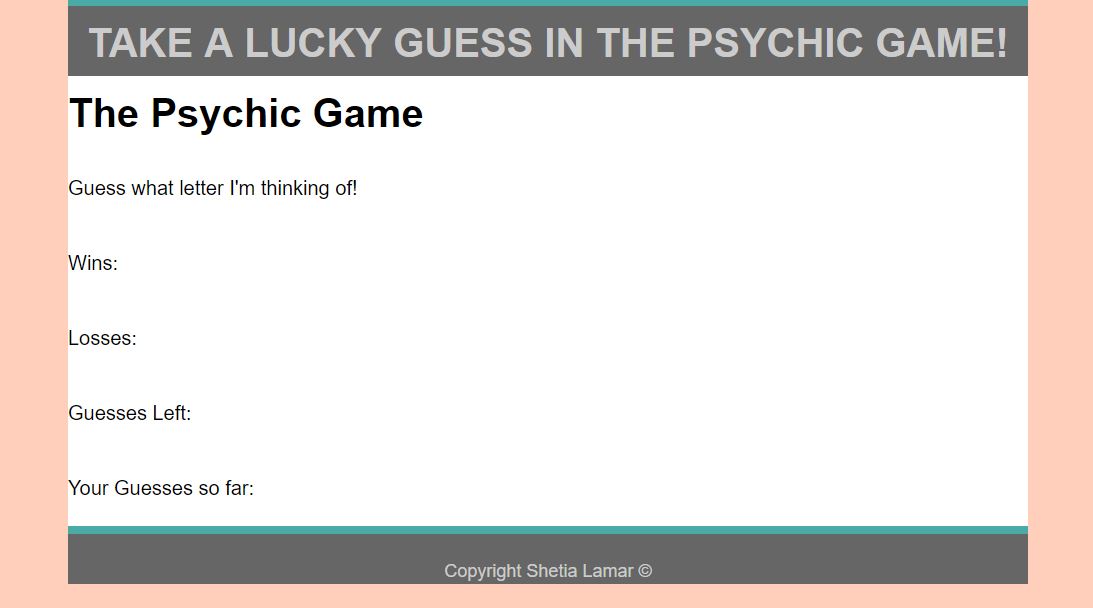 TAKE A LUCKY GUESS IN THE PSYCHIC GAME!
The Psychic Game
Guess what letter I'm thinking of!
Wins:
Losses:
Guesses Left:
Your Guesses so far:
Copyright Shetia Lamar ©